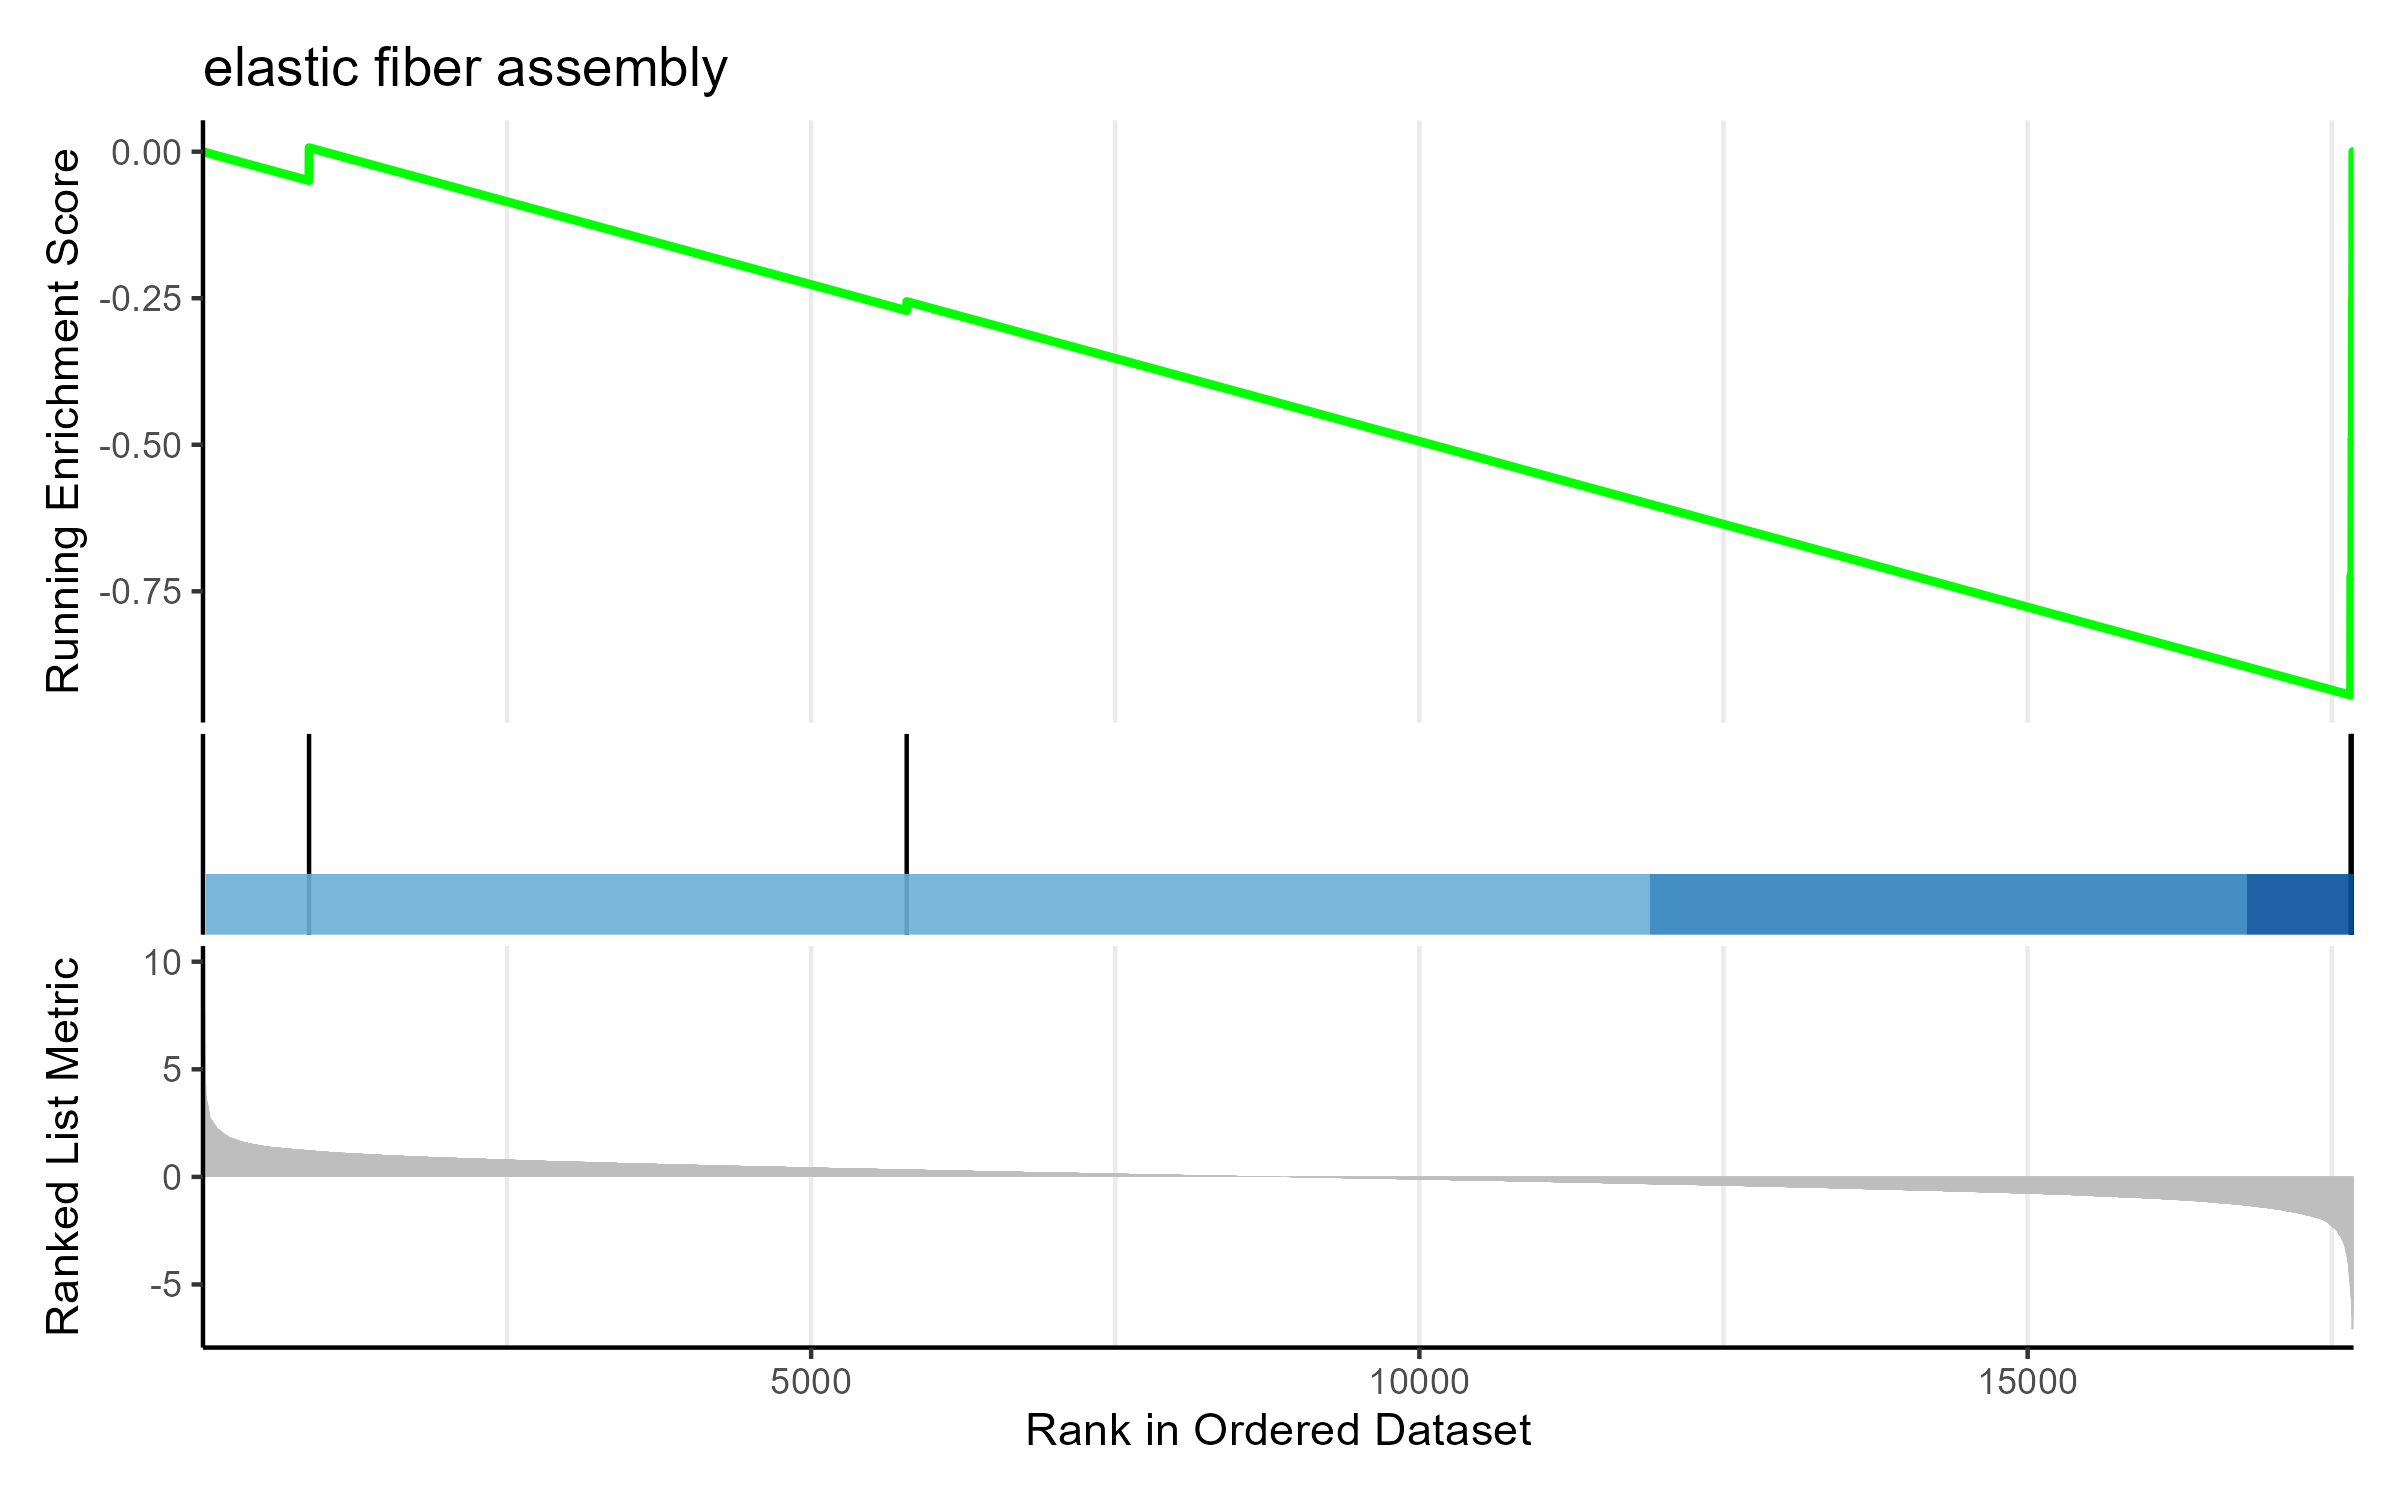 elastic fiber assembly
Running Enrichment Score
0.00
-0.25
-0.50
-0.75
Ranked List Metric
10
5
0
-5
5000 10000 15000
Rank in Ordered Dataset